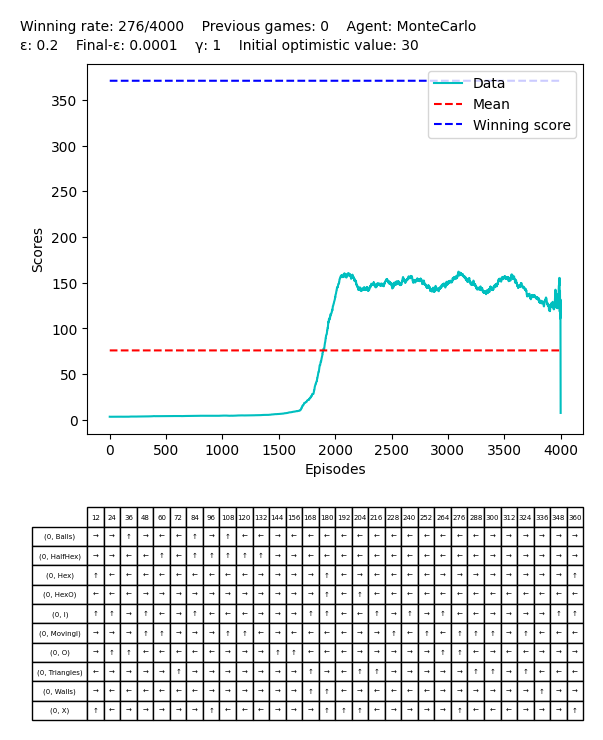 Winning rate: 276/4000 Previous games: 0 Agent: MonteCarlo
ε: 0.2 Final-ε: 0.0001 γ: 1 Initial optimistic value: 30
Data
Mean
Winning score
350
300
250
200
150
100
50
0
Scores
0 500 1000 1500 2000 2500 3000 3500 4000
Episodes
12 24 36 48 60 72 84 96 108 120 132 144 156 168 180 192 204 216 228 240 252 264 276 288 300 312 324 336 348 360
(0, Balls)
(0, HalfHex)
(0, Hex)
(0, HexO)
(0, I)
(0, MovingI)
(0, O)
(0, Triangles)
(0, Walls)
(0, X)